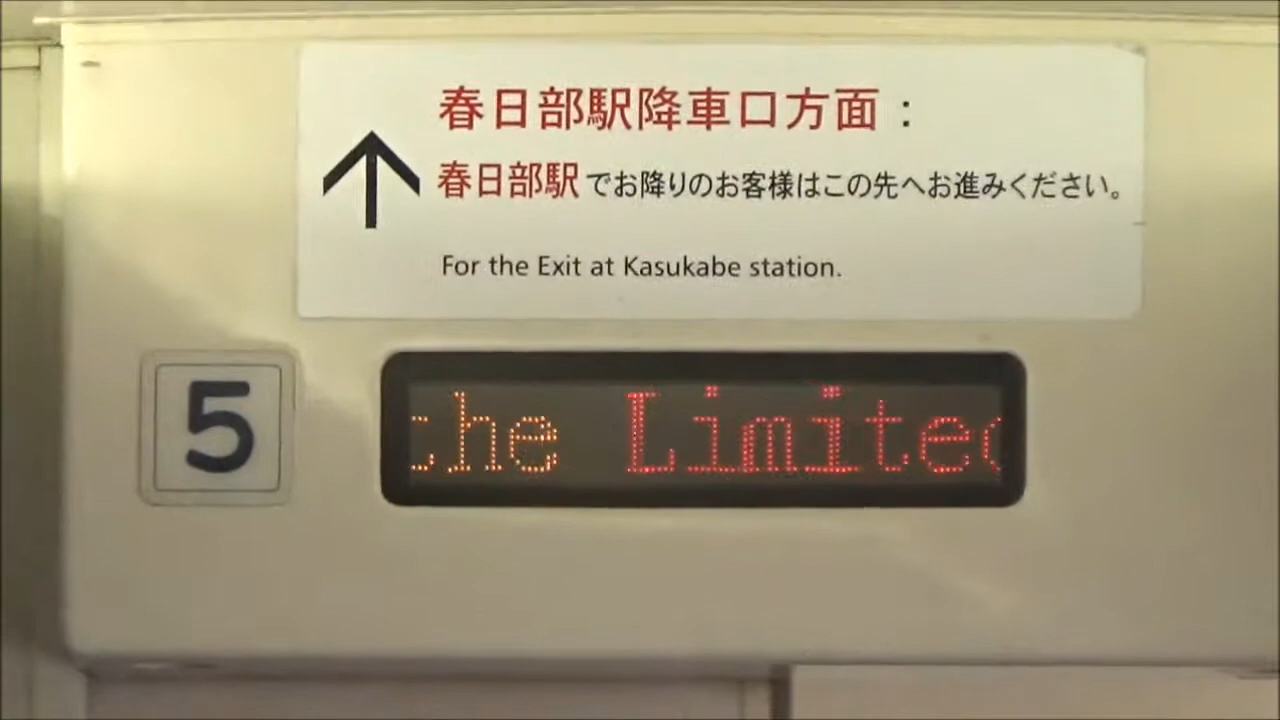 春日部駅降車口方面：
春日部駅でお降りのお客様はこの先へお進みください。
For the Exit at Kasukabe station.
5
the Limited